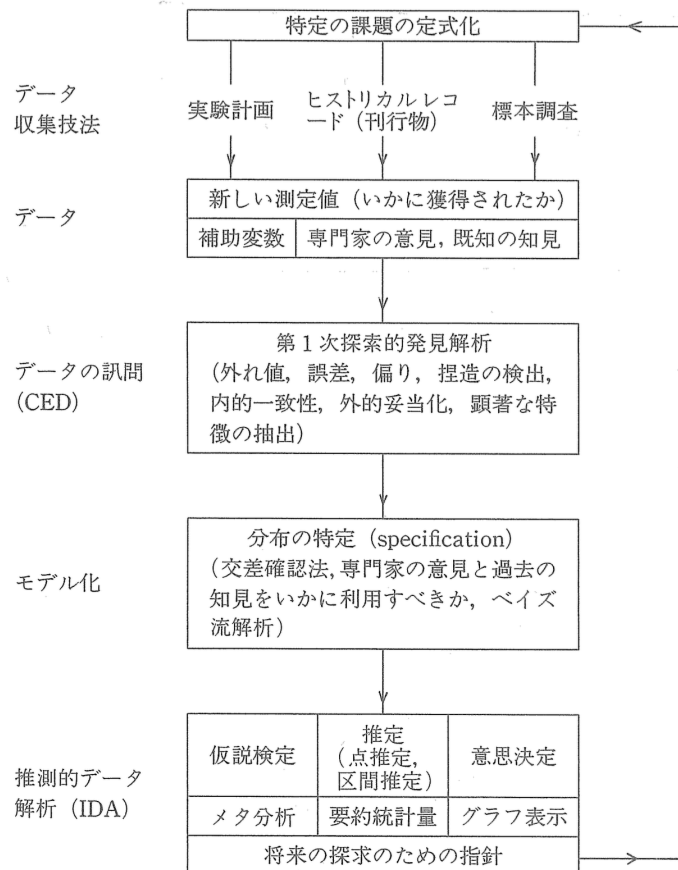 特定の課題の定式化
データ
収集技法
実験計画
ヒストリカルレコ
ード（刊行物）
標本調査
データ
新しい測定値（いかに獲得されたか）
補助変数
専門家の意見, 既知の知見
データの訊問
(CED)
第1次探索的発見解析
(外れ値, 誤差, 偏り, 捏造の検出,
内的一致性, 外的妥当化, 顕著な特
徴の抽出)
モデル化
分布の特定（specification）
(交差確認法, 専門家の意見と過去の
知見をいかに利用すべきか, ベイズ
流解析)
推測的データ
解析（IDA）
仮説検定
推定
(点推定,
区間推定)
意思決定
メタ分析
要約統計量
グラフ表示
将来の探求のための指針